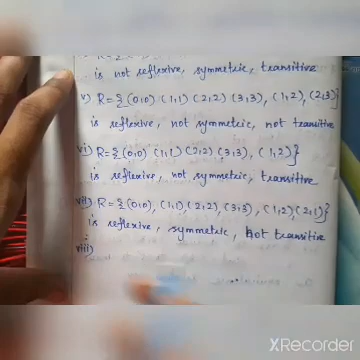 is not reflexive, symmetric, transitive
v) R = {(0,0) (1,1) (2,2) (3,3), (1,2), (2,3)}
is reflexive, not symmetric, not transitive
vi) R = {(0,0) (1,1) (2,2) (3,3), (1,2)}
is reflexive, not symmetric, transitive
vii) R = {(0,0), (1,1) (2,2), (3,3), (1,2) (2,1)}
is reflexive, symmetric, not transitive
viii)
XRecorder